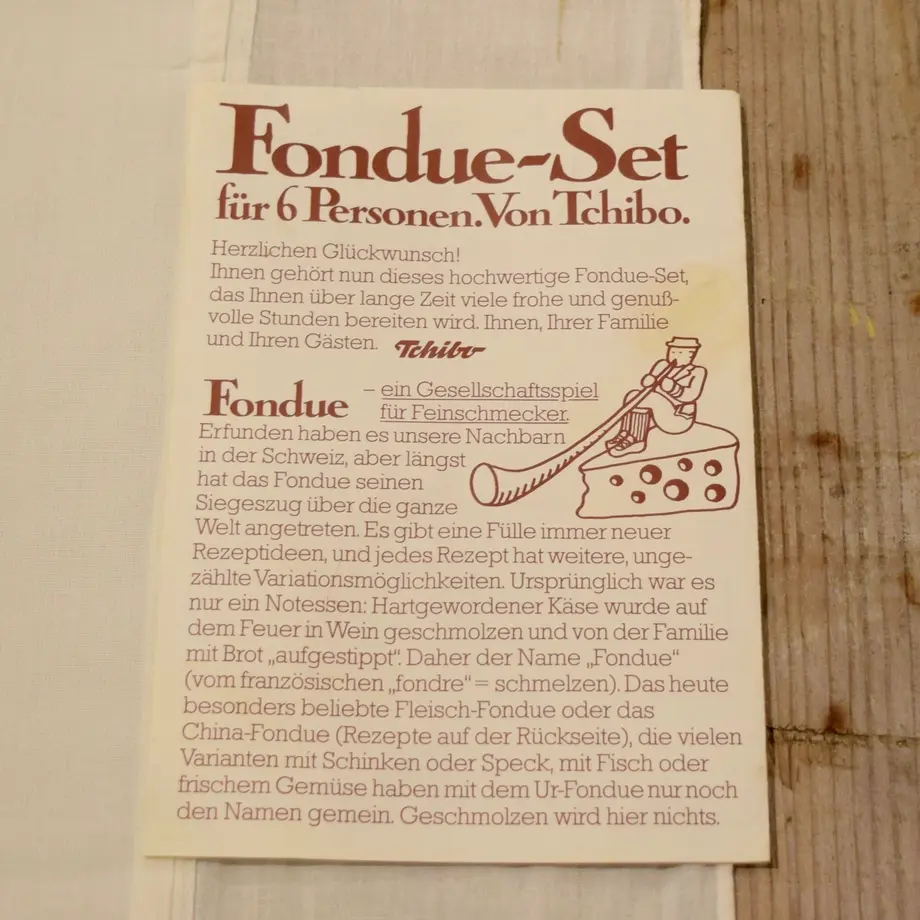 Fondue-Set
für 6 Personen. Von Tchibo.
Herzlichen Glückwunsch!
Ihnen gehört nun dieses hochwertige Fondue-Set,
das Ihnen über lange Zeit viele frohe und genuß-
volle Stunden bereiten wird. Ihnen, Ihrer Familie
und Ihren Gästen. Tchibo
Fondue – ein Gesellschaftsspiel
für Feinschmecker.
Erfunden haben es unsere Nachbarn
in der Schweiz, aber längst
hat das Fondue seinen
Siegeszug über die ganze
Welt angetreten. Es gibt eine Fülle immer neuer
Rezeptideen, und jedes Rezept hat weitere, unge-
zählte Variationsmöglichkeiten. Ursprünglich war es
nur ein Notessen: Hartgewordener Käse wurde auf
dem Feuer in Wein geschmolzen und von der Familie
mit Brot „aufgestippt“. Daher der Name „Fondue“
(vom französischen „fondre“ = schmelzen). Das heute
besonders beliebte Fleisch-Fondue oder das
China-Fondue (Rezepte auf der Rückseite), die vielen
Varianten mit Schinken oder Speck, mit Fisch oder
frischem Gemüse haben mit dem Ur-Fondue nur noch
den Namen gemein. Geschmolzen wird hier nichts.